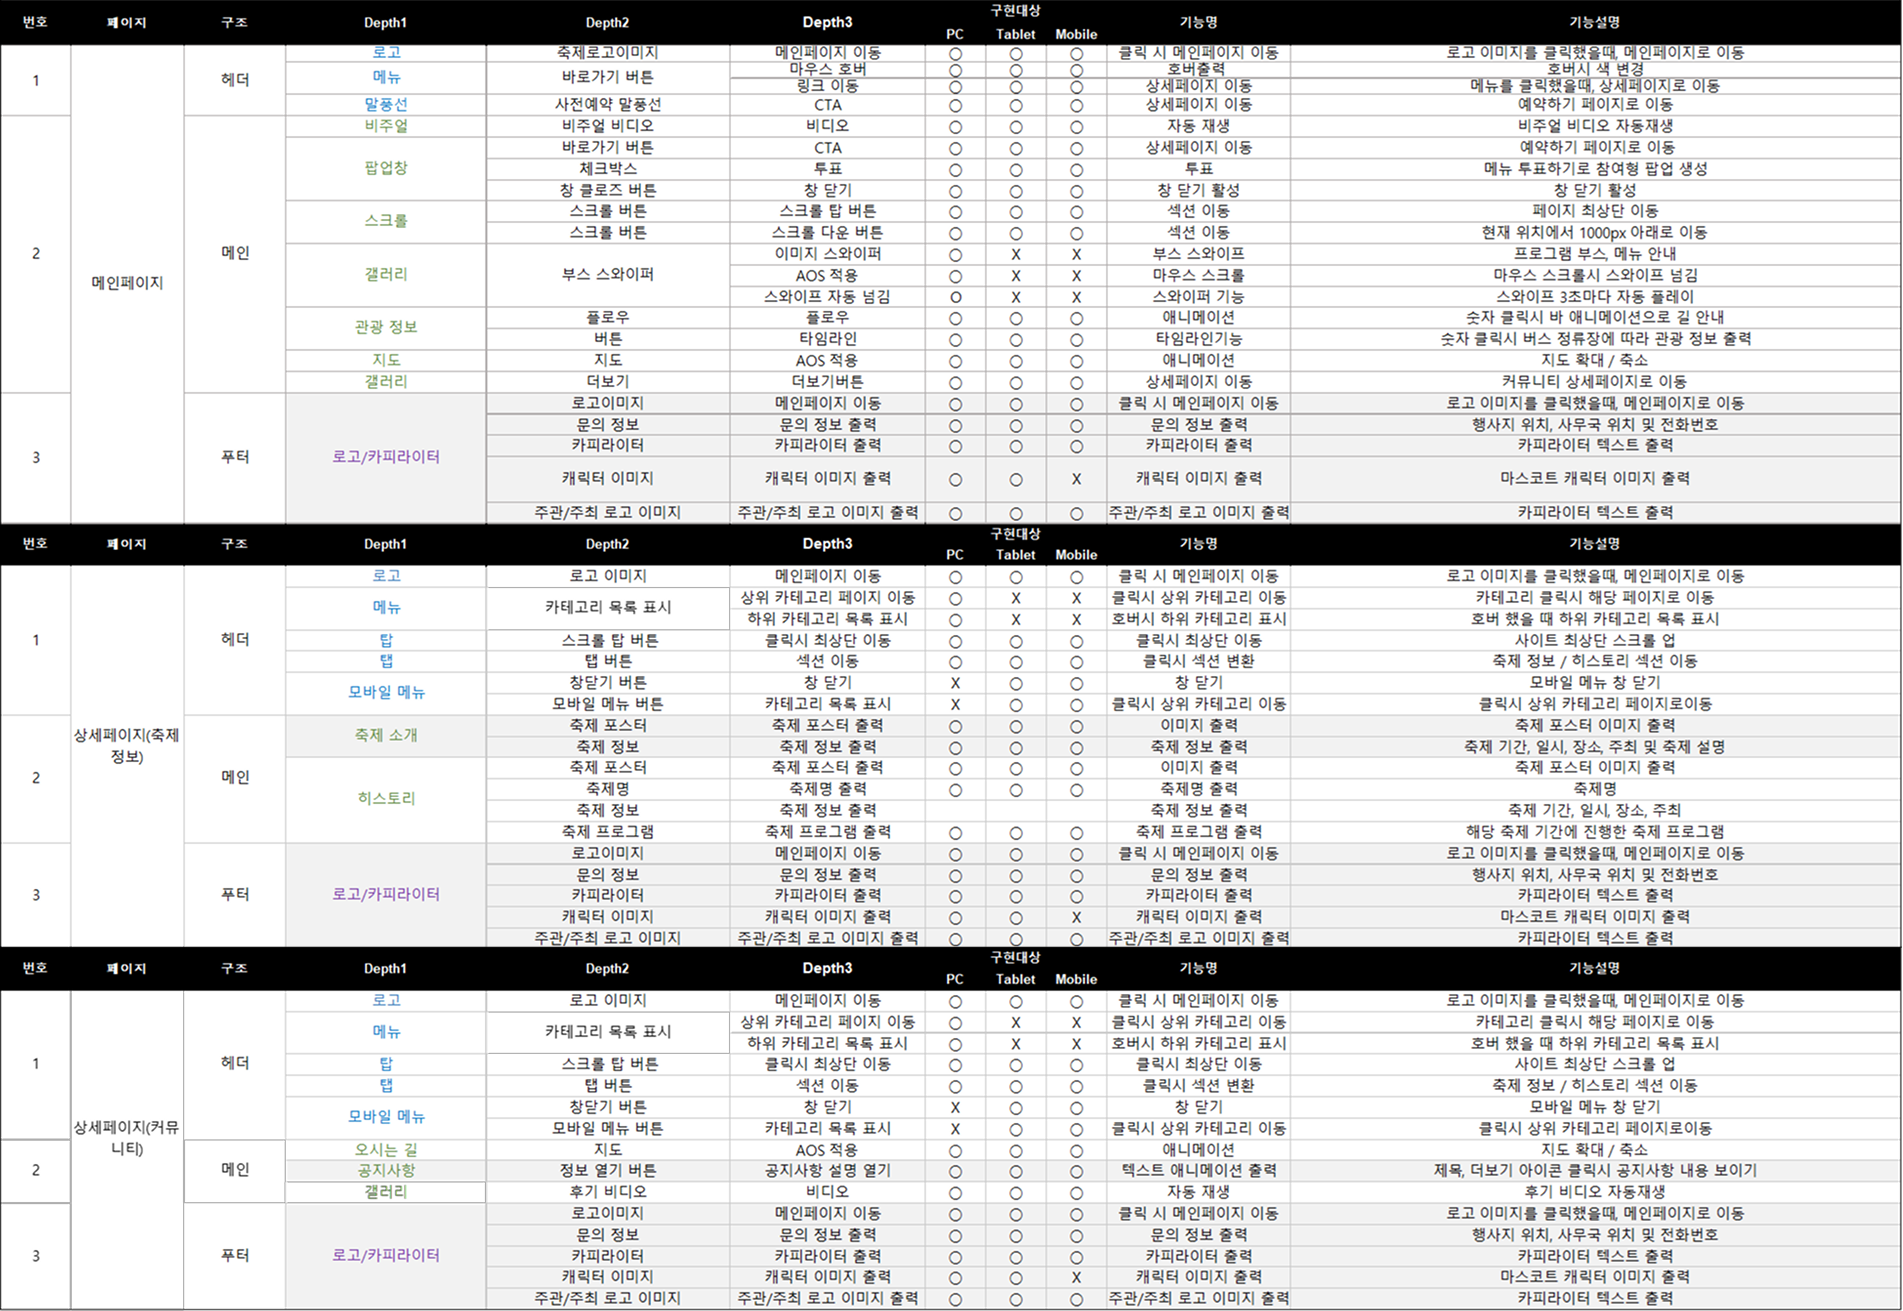 번호 페이지 구조 Depth1 Depth2 Depth3 구현대상 기능명 기능설명
PC Tablet Mobile
로고 축제로고이미지 메인페이지 이동 ○ ○ ○ 클릭 시 메인페이지 이동 로고 이미지를 클릭했을때, 메인페이지로 이동
1 헤더 메뉴 바로가기 버튼 마우스 호버 ○ ○ ○ 호버출력 호버시 색 변경
링크 이동 ○ ○ ○ 상세페이지 이동 메뉴를 클릭했을때, 상세페이지로 이동
말풍선 사전예약 말풍선 CTA ○ ○ ○ 상세페이지 이동 예약하기 페이지로 이동
비주얼 비주얼 비디오 비디오 ○ ○ ○ 자동 재생 비주얼 비디오 자동재생
바로가기 버튼 CTA ○ ○ ○ 상세페이지 이동 예약하기 페이지로 이동
팝업창 체크박스 투표 ○ ○ ○ 투표 메뉴 투표하기로 참여형 팝업 생성
창 클로즈 버튼 창 닫기 ○ ○ ○ 창 닫기 활성 창 닫기 활성
스크롤 스크롤 버튼 스크롤 탑 버튼 ○ ○ ○ 섹션 이동 페이지 최상단 이동
스크롤 버튼 스크롤 다운 버튼 ○ ○ ○ 섹션 이동 현재 위치에서 1000px 아래로 이동
2 메인 이미지 스와이퍼 ○ X X 부스 스와이프 프로그램 부스, 메뉴 안내
메인페이지 갤러리 부스 스와이퍼 AOS 적용 ○ X X 마우스 스크롤 마우스 스크롤시 스와이프 넘김
스와이프 자동 넘김 O X X 스와이퍼 기능 스와이프 3초마다 자동 플레이
관광 정보 플로우 플로우 ○ ○ ○ 애니메이션 숫자 클릭시 바 애니메이션으로 길 안내
버튼 타임라인 ○ ○ ○ 타임라인기능 숫자 클릭시 버스 정류장에 따라 관광 정보 출력
지도 지도 AOS 적용 ○ ○ ○ 애니메이션 지도 확대 / 축소
갤러리 더보기 더보기버튼 ○ ○ ○ 상세페이지 이동 커뮤니티 상세페이지로 이동
로고이미지 메인페이지 이동 ○ ○ ○ 클릭 시 메인페이지 이동 로고 이미지를 클릭했을때, 메인페이지로 이동
문의 정보 문의 정보 출력 ○ ○ ○ 문의 정보 출력 행사지 위치, 사무국 위치 및 전화번호
3 푸터 로고/카피라이터 카피라이터 카피라이터 출력 ○ ○ ○ 카피라이터 출력 카피라이터 텍스트 출력
캐릭터 이미지 캐릭터 이미지 출력 ○ ○ X 캐릭터 이미지 출력 마스코트 캐릭터 이미지 출력
주관/주최 로고 이미지 주관/주최 로고 이미지 출력 ○ ○ ○ 주관/주최 로고 이미지 출력 카피라이터 텍스트 출력
번호 페이지 구조 Depth1 Depth2 Depth3 구현대상 기능명 기능설명
PC Tablet Mobile
로고 로고 이미지 메인페이지 이동 ○ ○ ○ 클릭 시 메인페이지 이동 로고 이미지를 클릭했을때, 메인페이지로 이동
메뉴 카테고리 목록 표시 상위 카테고리 페이지 이동 ○ X X 클릭시 상위 카테고리 이동 카테고리 클릭시 해당 페이지로 이동
하위 카테고리 목록 표시 ○ X X 호버시 하위 카테고리 표시 호버 했을 때 하위 카테고리 목록 표시
1 헤더 탑 스크롤 탑 버튼 클릭시 최상단 이동 ○ ○ ○ 클릭시 최상단 이동 사이트 최상단 스크롤 업
탭 탭 버튼 섹션 이동 ○ ○ ○ 클릭시 섹션 변환 축제 정보 / 히스토리 섹션 이동
모바일 메뉴 창닫기 버튼 창 닫기 X ○ ○ 창 닫기 모바일 메뉴 창 닫기
모바일 메뉴 버튼 카테고리 목록 표시 X ○ ○ 클릭시 상위 카테고리 이동 클릭시 상위 카테고리 페이지로이동
상세페이지(축제 축제 소개 축제 포스터 축제 포스터 출력 ○ ○ ○ 이미지 출력 축제 포스터 이미지 출력
정보) 축제 정보 축제 정보 출력 ○ ○ ○ 축제 정보 출력 축제 기간, 일시, 장소, 주최 및 축제 설명
2 메인 축제 포스터 축제 포스터 출력 ○ ○ ○ 이미지 출력 축제 포스터 이미지 출력
히스토리 축제명 축제명 출력 ○ ○ ○ 축제명 출력 축제명
축제 정보 축제 정보 출력 축제 정보 출력 축제 기간, 일시, 장소, 주최
축제 프로그램 축제 프로그램 출력 ○ ○ ○ 축제 프로그램 출력 해당 축제 기간에 진행한 축제 프로그램
로고이미지 메인페이지 이동 ○ ○ ○ 클릭 시 메인페이지 이동 로고 이미지를 클릭했을때, 메인페이지로 이동
문의 정보 문의 정보 출력 ○ ○ ○ 문의 정보 출력 행사지 위치, 사무국 위치 및 전화번호
3 푸터 로고/카피라이터 카피라이터 카피라이터 출력 ○ ○ ○ 카피라이터 출력 카피라이터 텍스트 출력
캐릭터 이미지 캐릭터 이미지 출력 ○ ○ X 캐릭터 이미지 출력 마스코트 캐릭터 이미지 출력
주관/주최 로고 이미지 주관/주최 로고 이미지 출력 ○ ○ ○ 주관/주최 로고 이미지 출력 카피라이터 텍스트 출력
번호 페이지 구조 Depth1 Depth2 Depth3 구현대상 기능명 기능설명
PC Tablet Mobile
로고 로고 이미지 메인페이지 이동 ○ ○ ○ 클릭 시 메인페이지 이동 로고 이미지를 클릭했을때, 메인페이지로 이동
메뉴 카테고리 목록 표시 상위 카테고리 페이지 이동 ○ X X 클릭시 상위 카테고리 이동 카테고리 클릭시 해당 페이지로 이동
하위 카테고리 목록 표시 ○ X X 호버시 하위 카테고리 표시 호버 했을 때 하위 카테고리 목록 표시
1 헤더 탑 스크롤 탑 버튼 클릭시 최상단 이동 ○ ○ ○ 클릭시 최상단 이동 사이트 최상단 스크롤 업
탭 탭 버튼 섹션 이동 ○ ○ ○ 클릭시 섹션 변환 축제 정보 / 히스토리 섹션 이동
모바일 메뉴 창닫기 버튼 창 닫기 X ○ ○ 창 닫기 모바일 메뉴 창 닫기
상세페이지(커뮤 모바일 메뉴 버튼 카테고리 목록 표시 X ○ ○ 클릭시 상위 카테고리 이동 클릭시 상위 카테고리 페이지로이동
니티) 오시는 길 지도 AOS 적용 ○ ○ ○ 애니메이션 지도 확대 / 축소
2 메인 공지사항 정보 열기 버튼 공지사항 설명 열기 ○ ○ ○ 텍스트 애니메이션 출력 제목, 더보기 아이콘 클릭시 공지사항 내용 보이기
갤러리 후기 비디오 비디오 ○ ○ ○ 자동 재생 후기 비디오 자동재생
로고이미지 메인페이지 이동 ○ ○ ○ 클릭 시 메인페이지 이동 로고 이미지를 클릭했을때, 메인페이지로 이동
문의 정보 문의 정보 출력 ○ ○ ○ 문의 정보 출력 행사지 위치, 사무국 위치 및 전화번호
3 푸터 로고/카피라이터 카피라이터 카피라이터 출력 ○ ○ ○ 카피라이터 출력 카피라이터 텍스트 출력
캐릭터 이미지 캐릭터 이미지 출력 ○ ○ X 캐릭터 이미지 출력 마스코트 캐릭터 이미지 출력
주관/주최 로고 이미지 주관/주최 로고 이미지 출력 ○ ○ ○ 주관/주최 로고 이미지 출력 카피라이터 텍스트 출력